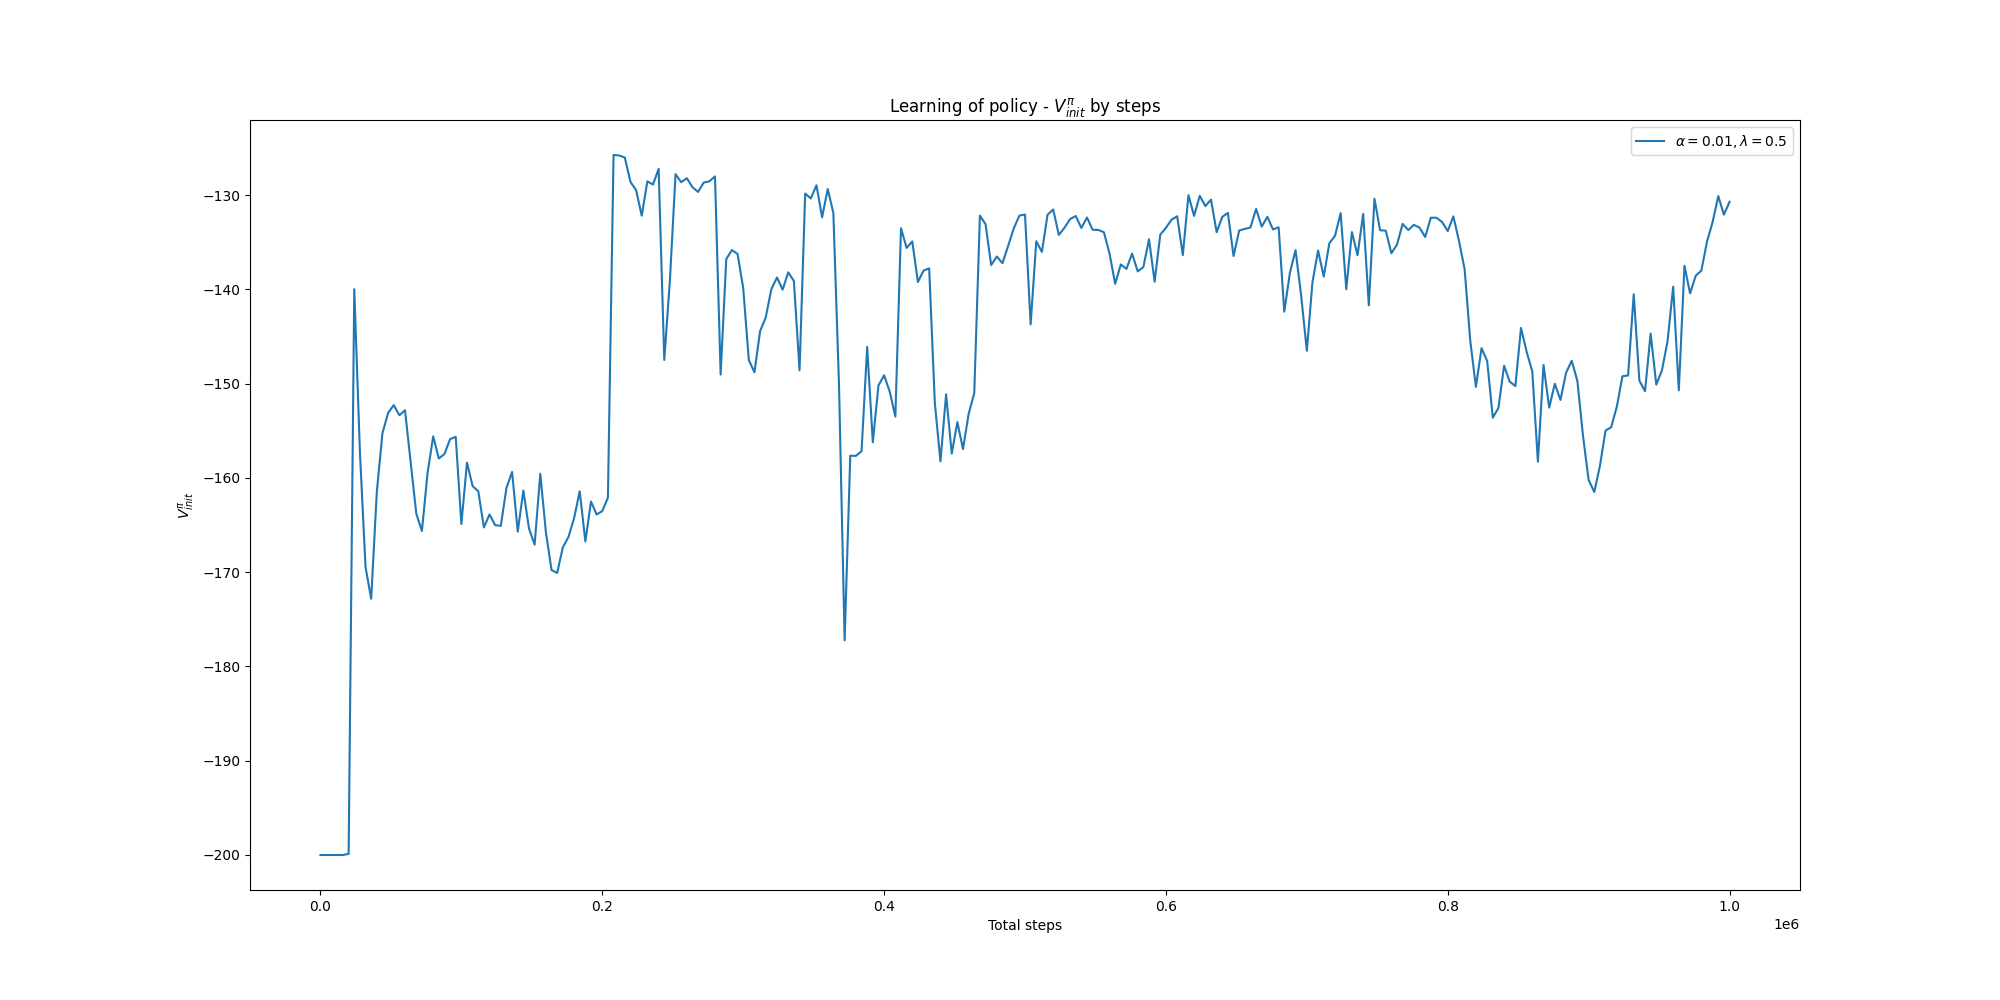 Learning of policy - $V^{\pi}_{init}$ by steps
$\alpha = 0.01, \lambda = 0.5$
−130
−140
−150
−160
−170
−180
−190
−200
$V^{\pi}_{init}$
0.0 0.2 0.4 0.6 0.8 1.0
1e6
Total steps